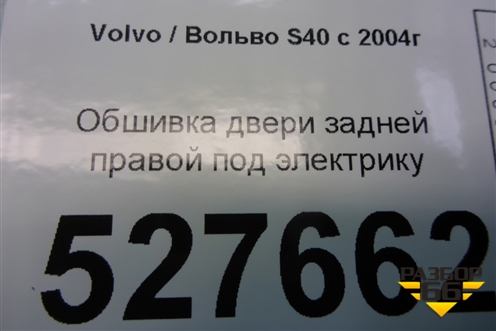 Volvo / Вольво S40 с 2004г
Обшивка двери задней
правой под электрику
527662
РАЗБОР
66